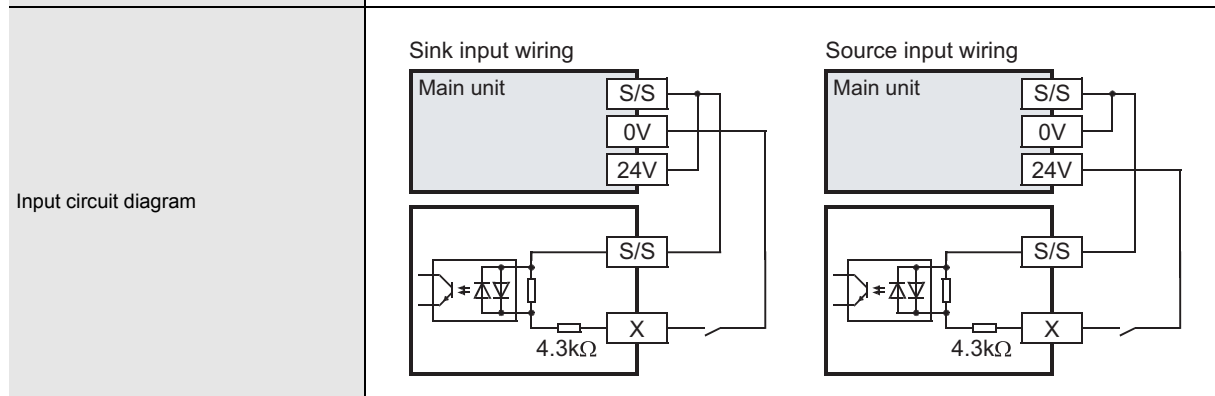 Input circuit diagram
Sink input wiring
Main unit
S/S
0V
24V
S/S
X
4.3kΩ
Source input wiring
Main unit
S/S
0V
24V
S/S
X
4.3kΩ